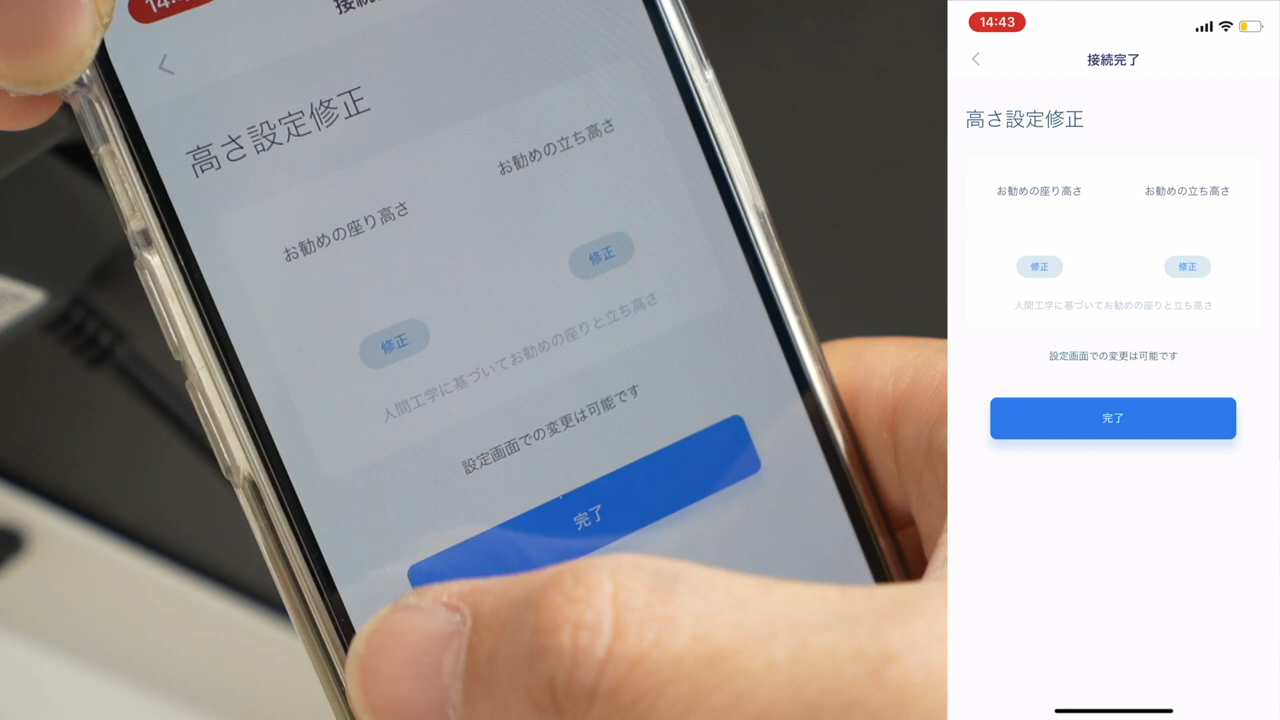 接続
高さ設定修正
お勧めの座り高さ
お勧めの立ち高さ
修正
修正
人間工学に基づいてお勧めの座りと立ち高さ
設定画面での変更は可能です
完了
14:43
接続完了
高さ設定修正
お勧めの座り高さ
お勧めの立ち高さ
修正
修正
人間工学に基づいてお勧めの座りと立ち高さ
設定画面での変更は可能です
完了